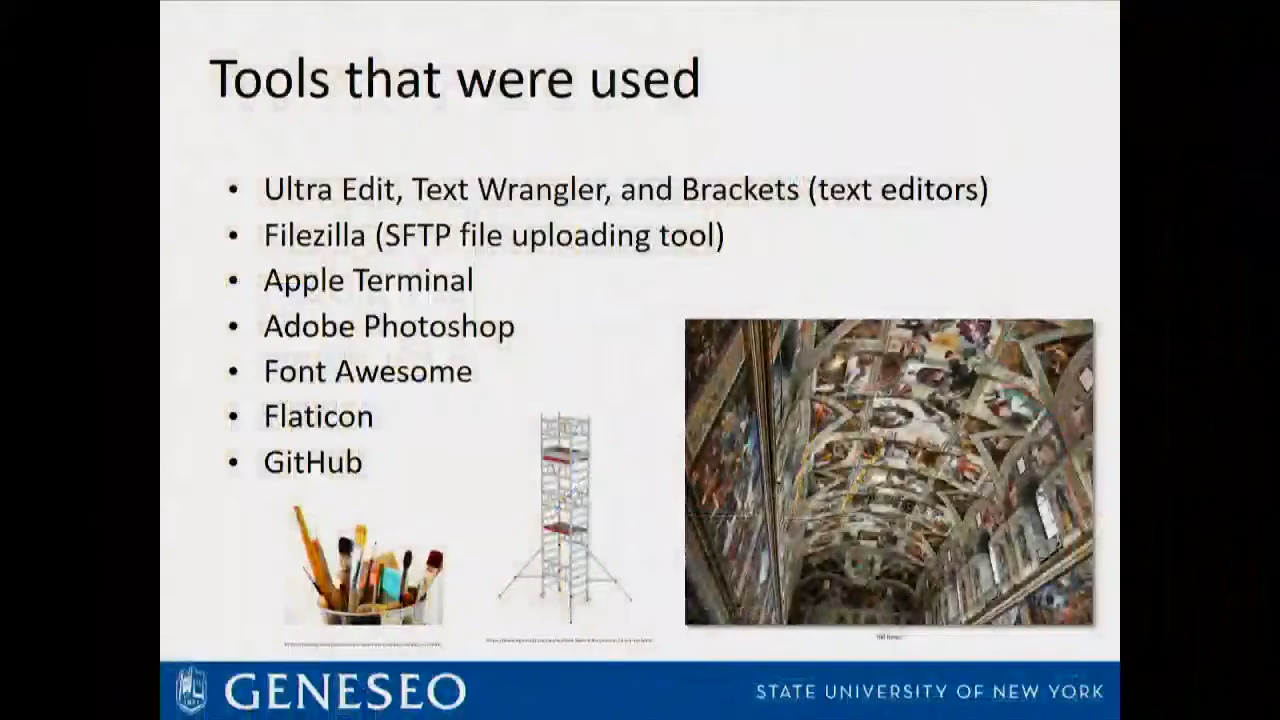 Tools that were used
• Ultra Edit, Text Wrangler, and Brackets (text editors)
• Filezilla (SFTP file uploading tool)
• Apple Terminal
• Adobe Photoshop
• Font Awesome
• Flaticon
• GitHub
GENESEO
STATE UNIVERSITY OF NEW YORK